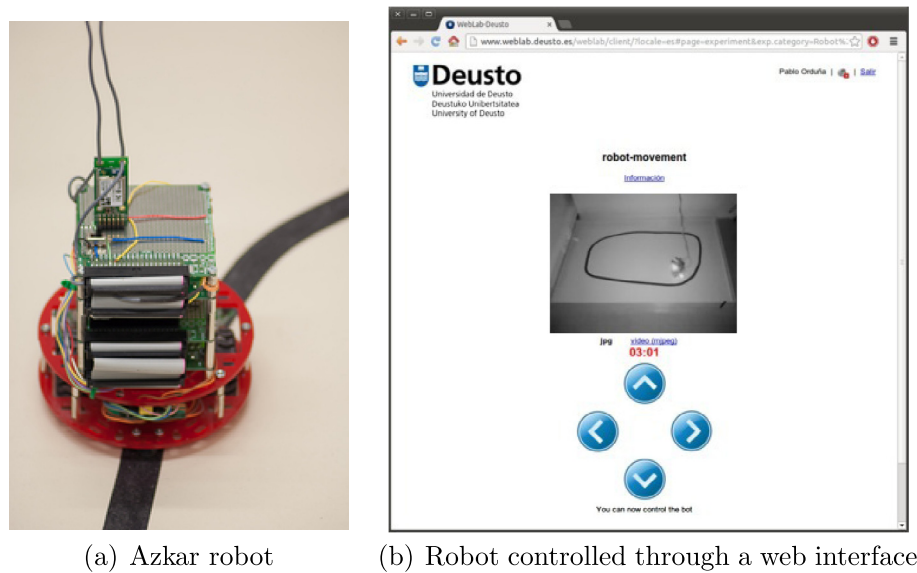 WebLab-Deusto
www.weblab.deusto.es/weblab/client/?locale=es#page=experiment&exp.category=Robot%
Deusto
Universidad de Deusto
Deustuko Unibertsitatea
University of Deusto
Pablo Orduña | | Salir
robot-movement
Información
jpg video (mjpeg)
03:01
You can now control the bot
(a) Azkar robot
(b) Robot controlled through a web interface